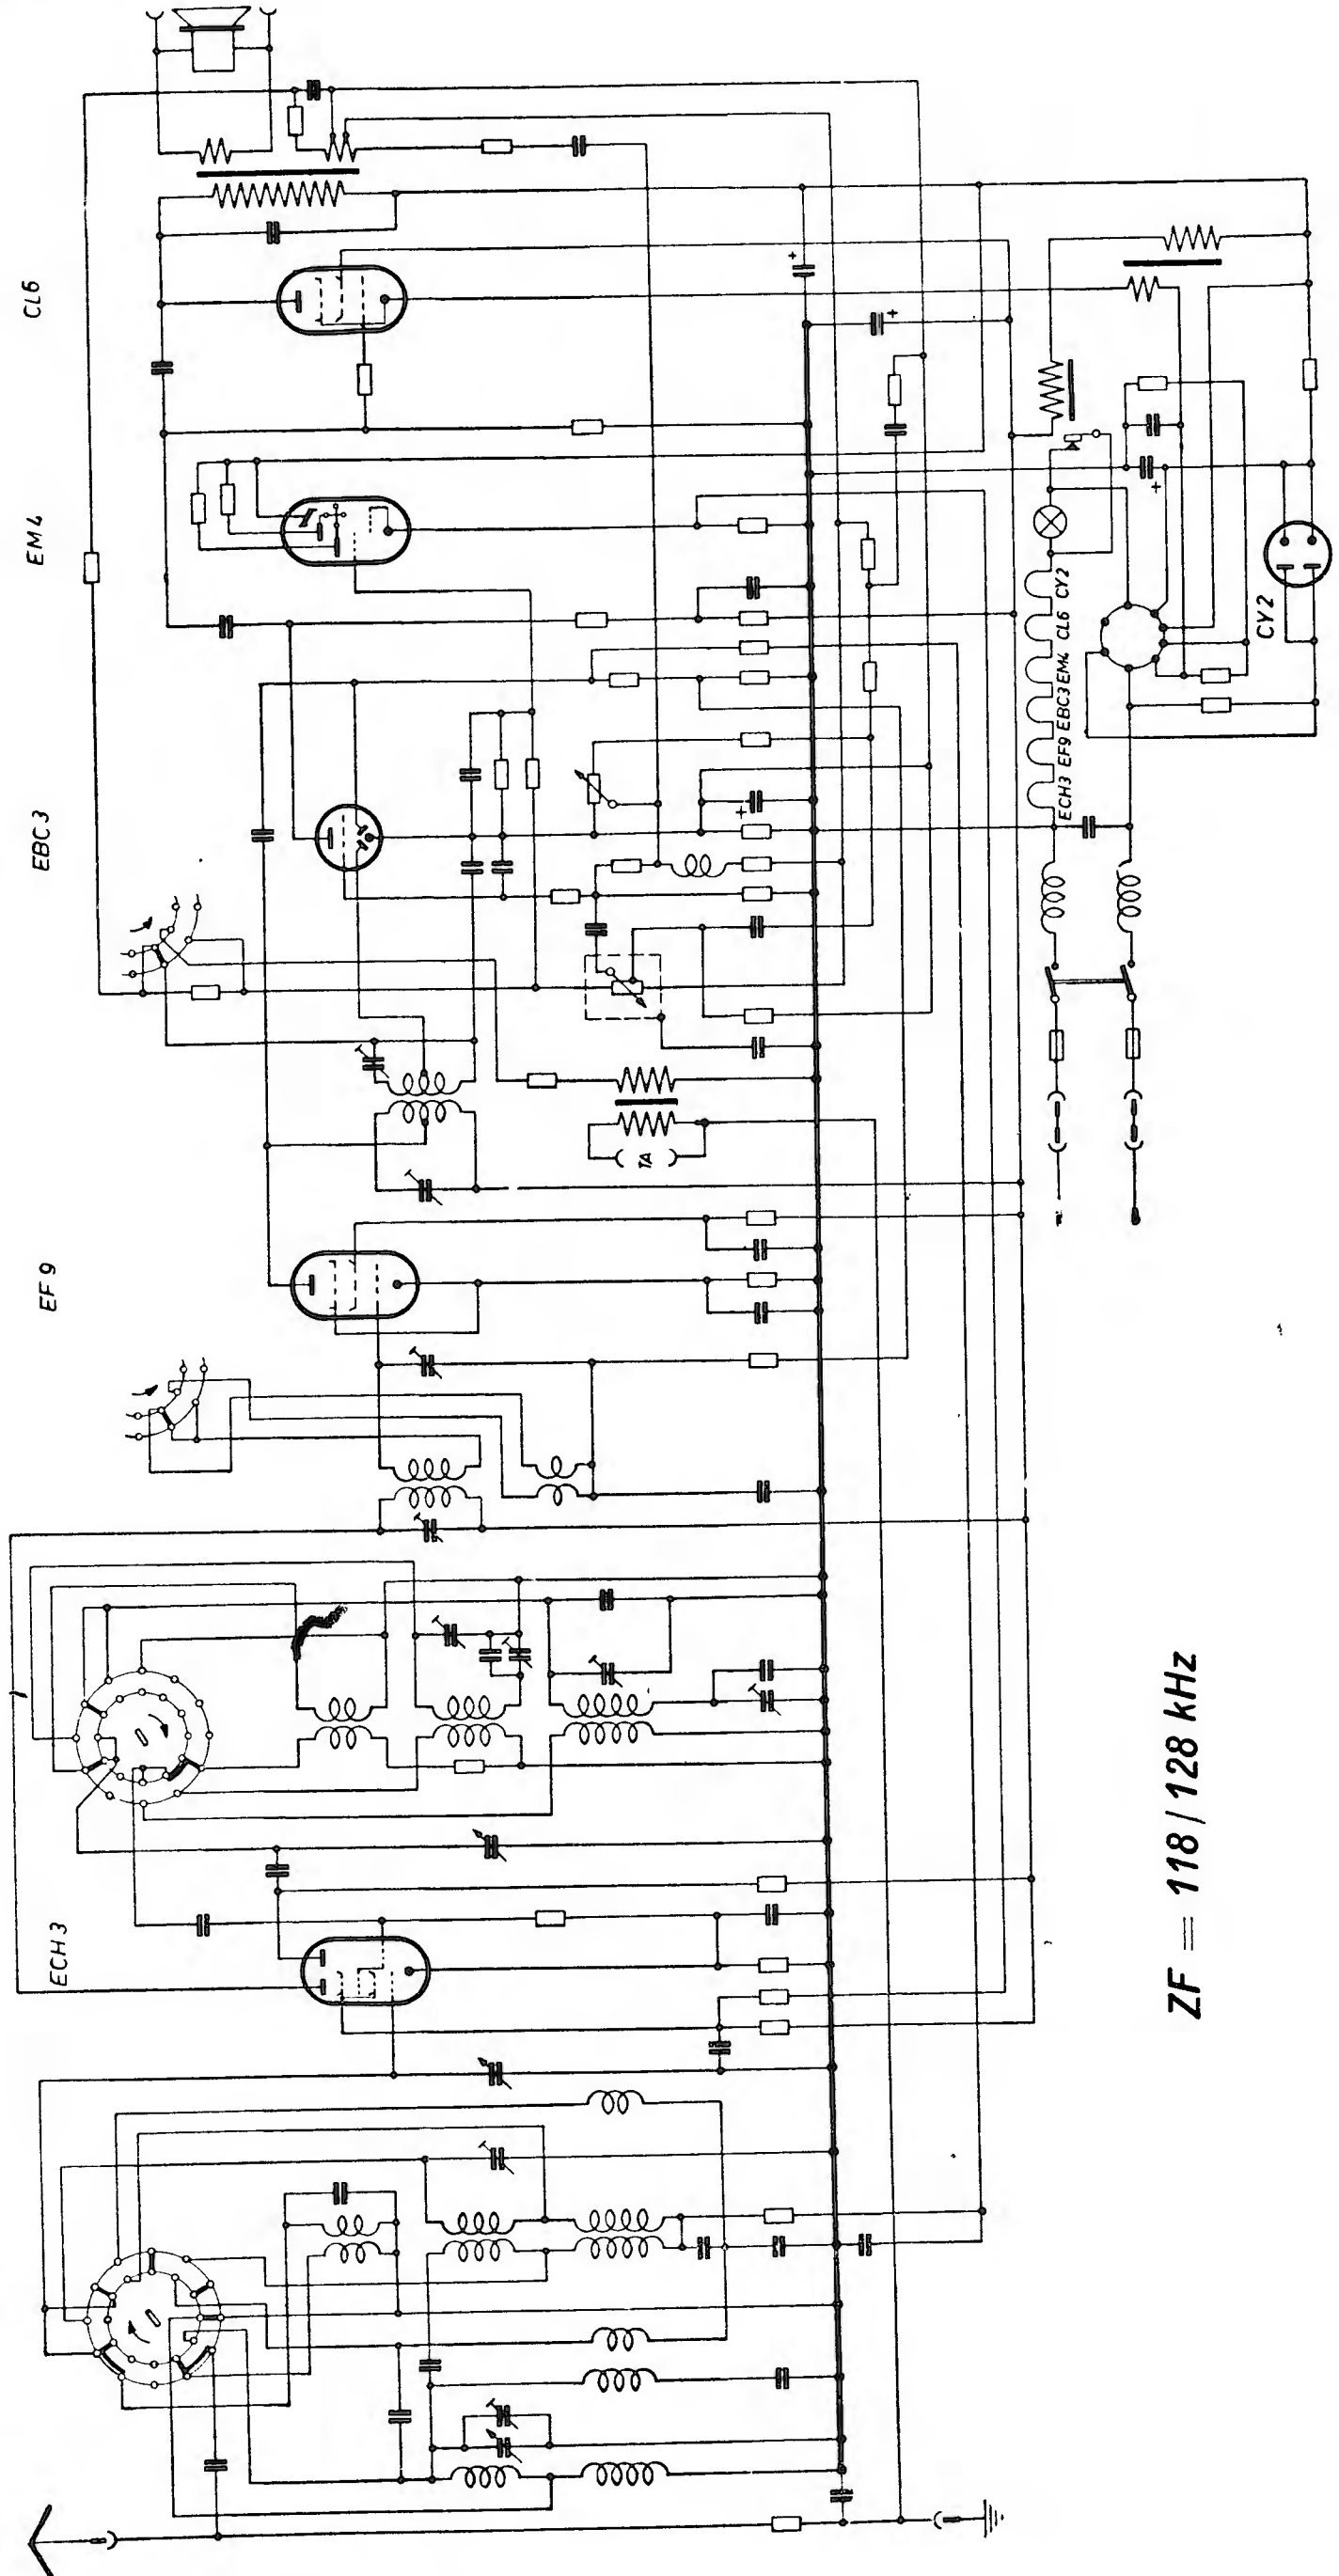 ECH3
EF9
EBC3
EM4
CL6
TA
ECH3 EF9 EBC3 EM4 CL6 CY2
CY2
ZF = 118 / 128 kHz